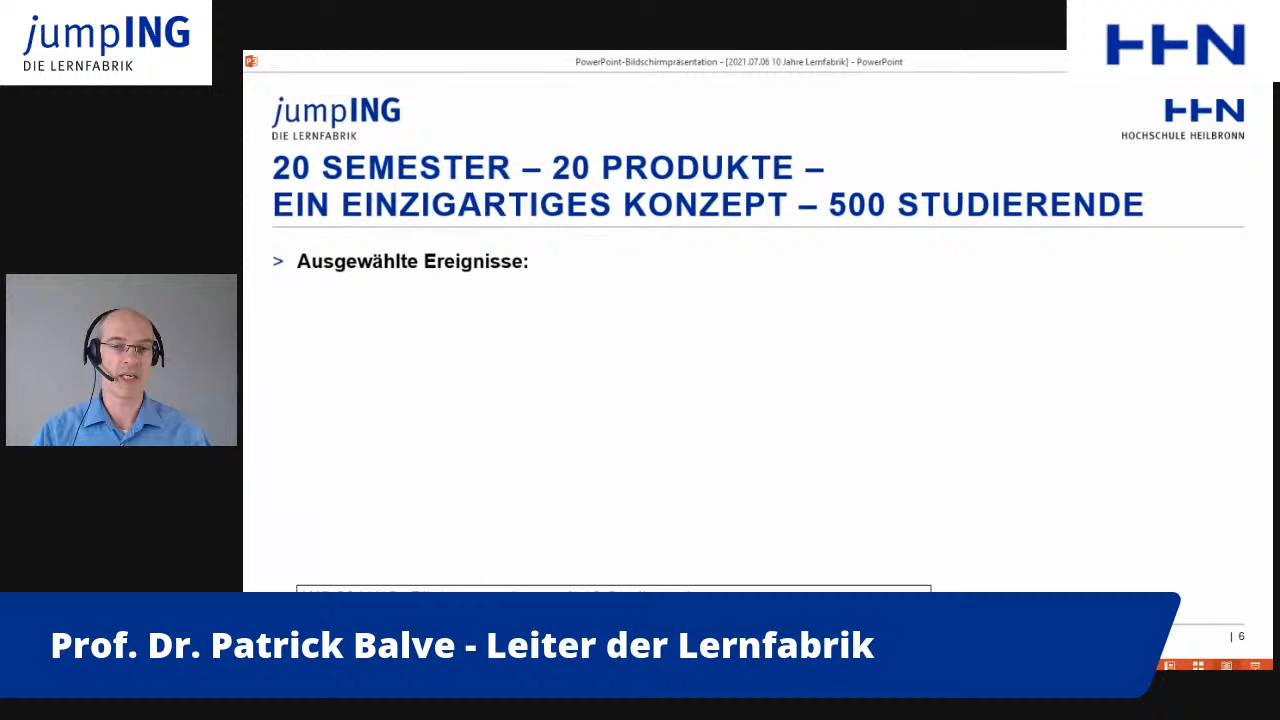 jumpING
DIE LERNFABRIK
HHN
PowerPoint-Bildschirmpräsentation - [2021.07.06 10 Jahre Lernfabrik] - PowerPoint
jumpING
DIE LERNFABRIK
HHN
HOCHSCHULE HEILBRONN
20 SEMESTER – 20 PRODUKTE –
EIN EINZIGARTIGES KONZEPT – 500 STUDIERENDE
> Ausgewählte Ereignisse:
| 6
Prof. Dr. Patrick Balve - Leiter der Lernfabrik